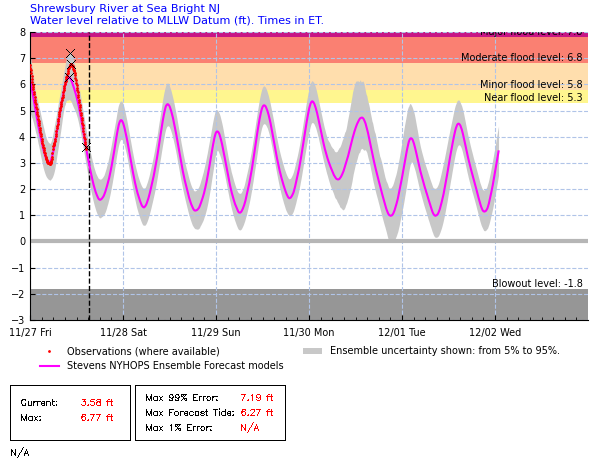 Shrewsbury River at Sea Bright NJ
Water level relative to MLLW Datum (ft). Times in ET.
8
Major flood level: 7.8
7
Moderate flood level: 6.8
6
Minor flood level: 5.8
Near flood level: 5.3
5
4
3
2
1
0
−1
Blowout level: -1.8
−2
−3
11/27 Fri 11/28 Sat 11/29 Sun 11/30 Mon 12/01 Tue 12/02 Wed
Observations (where available) Ensemble uncertainty shown: from 5% to 95%.
Stevens NYHOPS Ensemble Forecast models
Current: 3.58 ft
Max: 6.77 ft
Max 99% Error: 7.19 ft
Max Forecast Tide: 6.27 ft
Max 1% Error: N/A
N/A